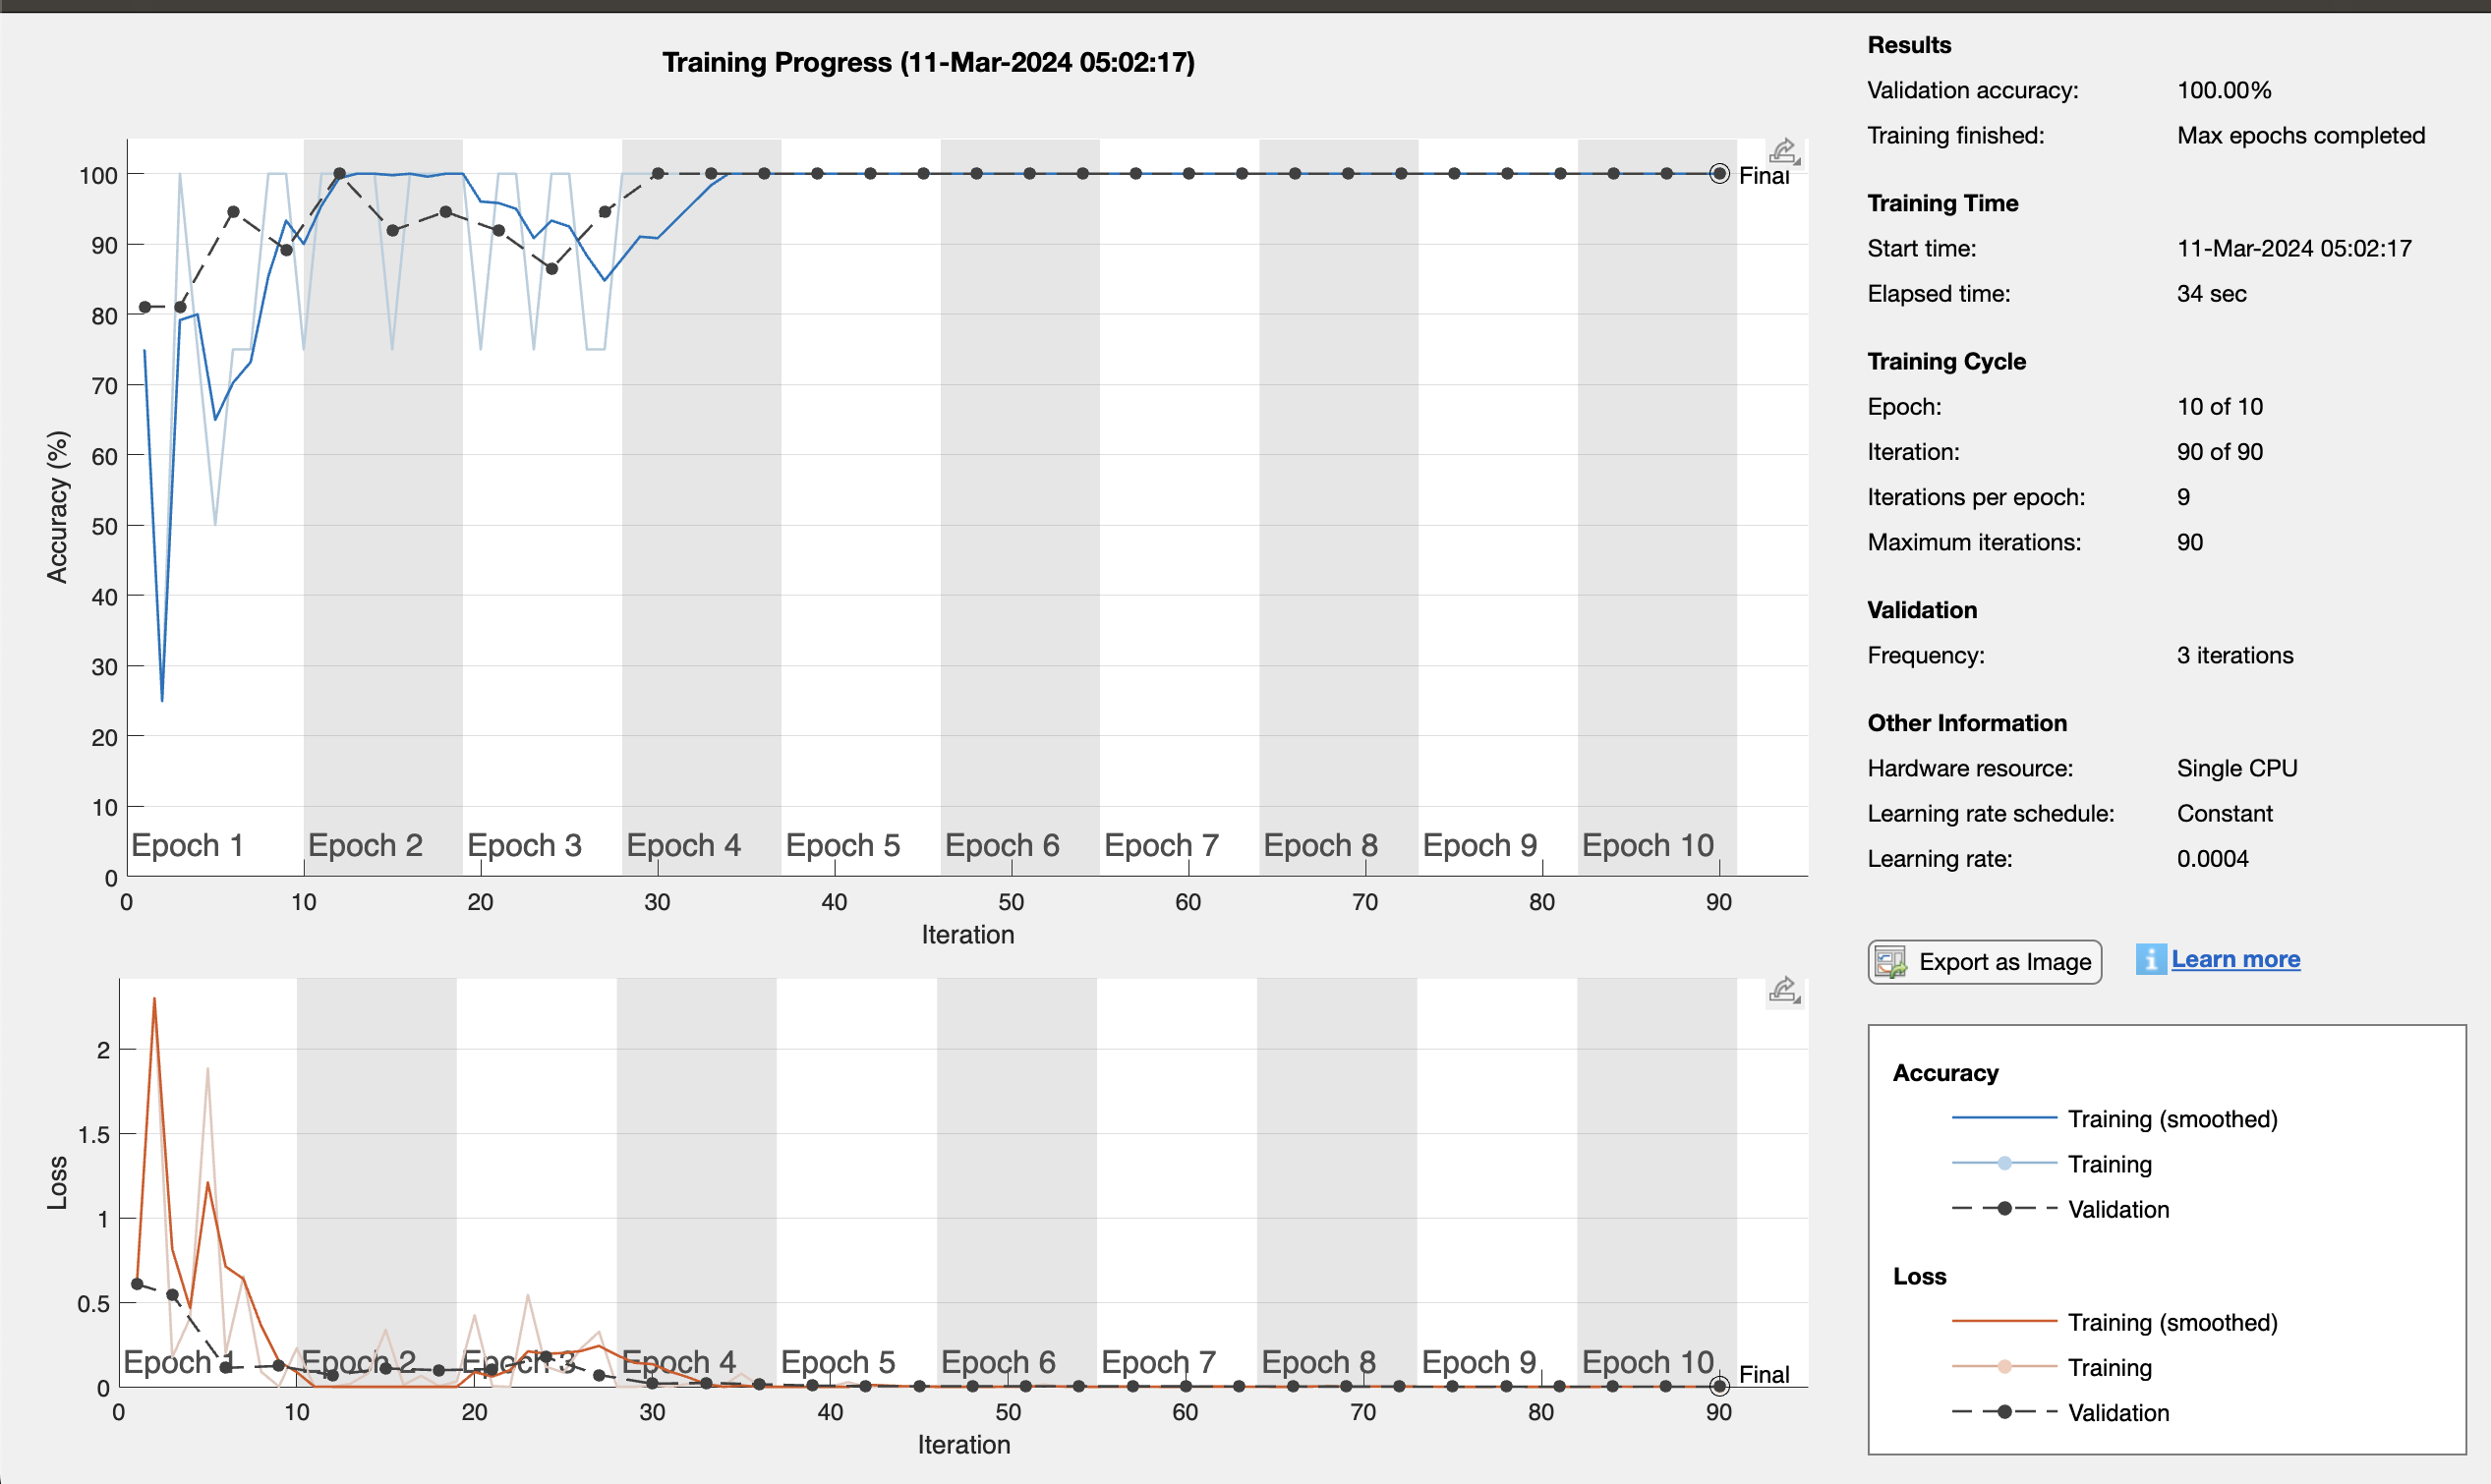 Training Progress (11-Mar-2024 05:02:17)
100
90
80
70
60
50
40
30
20
10
0
Accuracy (%)
Final
Epoch 1 Epoch 2 Epoch 3 Epoch 4 Epoch 5 Epoch 6 Epoch 7 Epoch 8 Epoch 9 Epoch 10
0 10 20 30 40 50 60 70 80 90
Iteration
2
1.5
1
0.5
0
Loss
Epoch 1 Epoch 2 Epoch 3 Epoch 4 Epoch 5 Epoch 6 Epoch 7 Epoch 8 Epoch 9 Epoch 10
Final
0 10 20 30 40 50 60 70 80 90
Iteration
Results
Validation accuracy: 100.00%
Training finished: Max epochs completed
Training Time
Start time: 11-Mar-2024 05:02:17
Elapsed time: 34 sec
Training Cycle
Epoch: 10 of 10
Iteration: 90 of 90
Iterations per epoch: 9
Maximum iterations: 90
Validation
Frequency: 3 iterations
Other Information
Hardware resource: Single CPU
Learning rate schedule: Constant
Learning rate: 0.0004
Export as Image
i Learn more
Accuracy
Training (smoothed)
Training
Validation
Loss
Training (smoothed)
Training
Validation